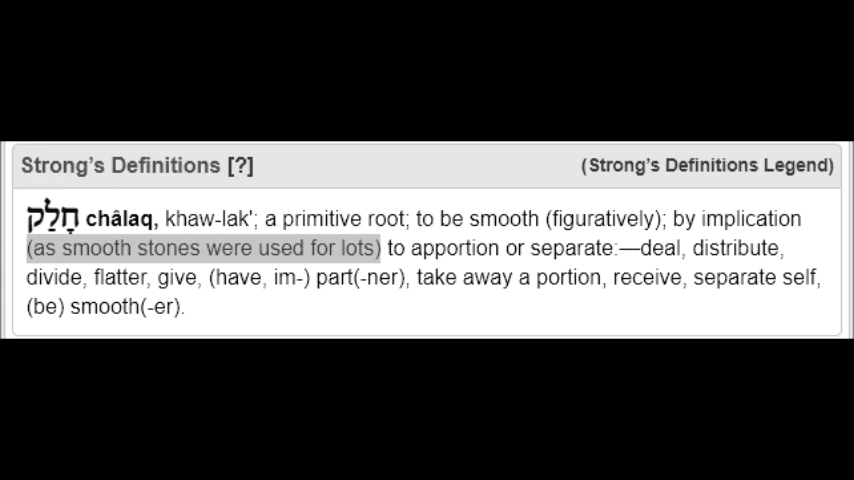 Strong’s Definitions [?] (Strong’s Definitions Legend)
חָלַק châlaq, khaw-lak'; a primitive root; to be smooth (figuratively); by implication
(as smooth stones were used for lots) to apportion or separate:—deal, distribute,
divide, flatter, give, (have, im-) part(-ner), take away a portion, receive, separate self,
(be) smooth(-er).